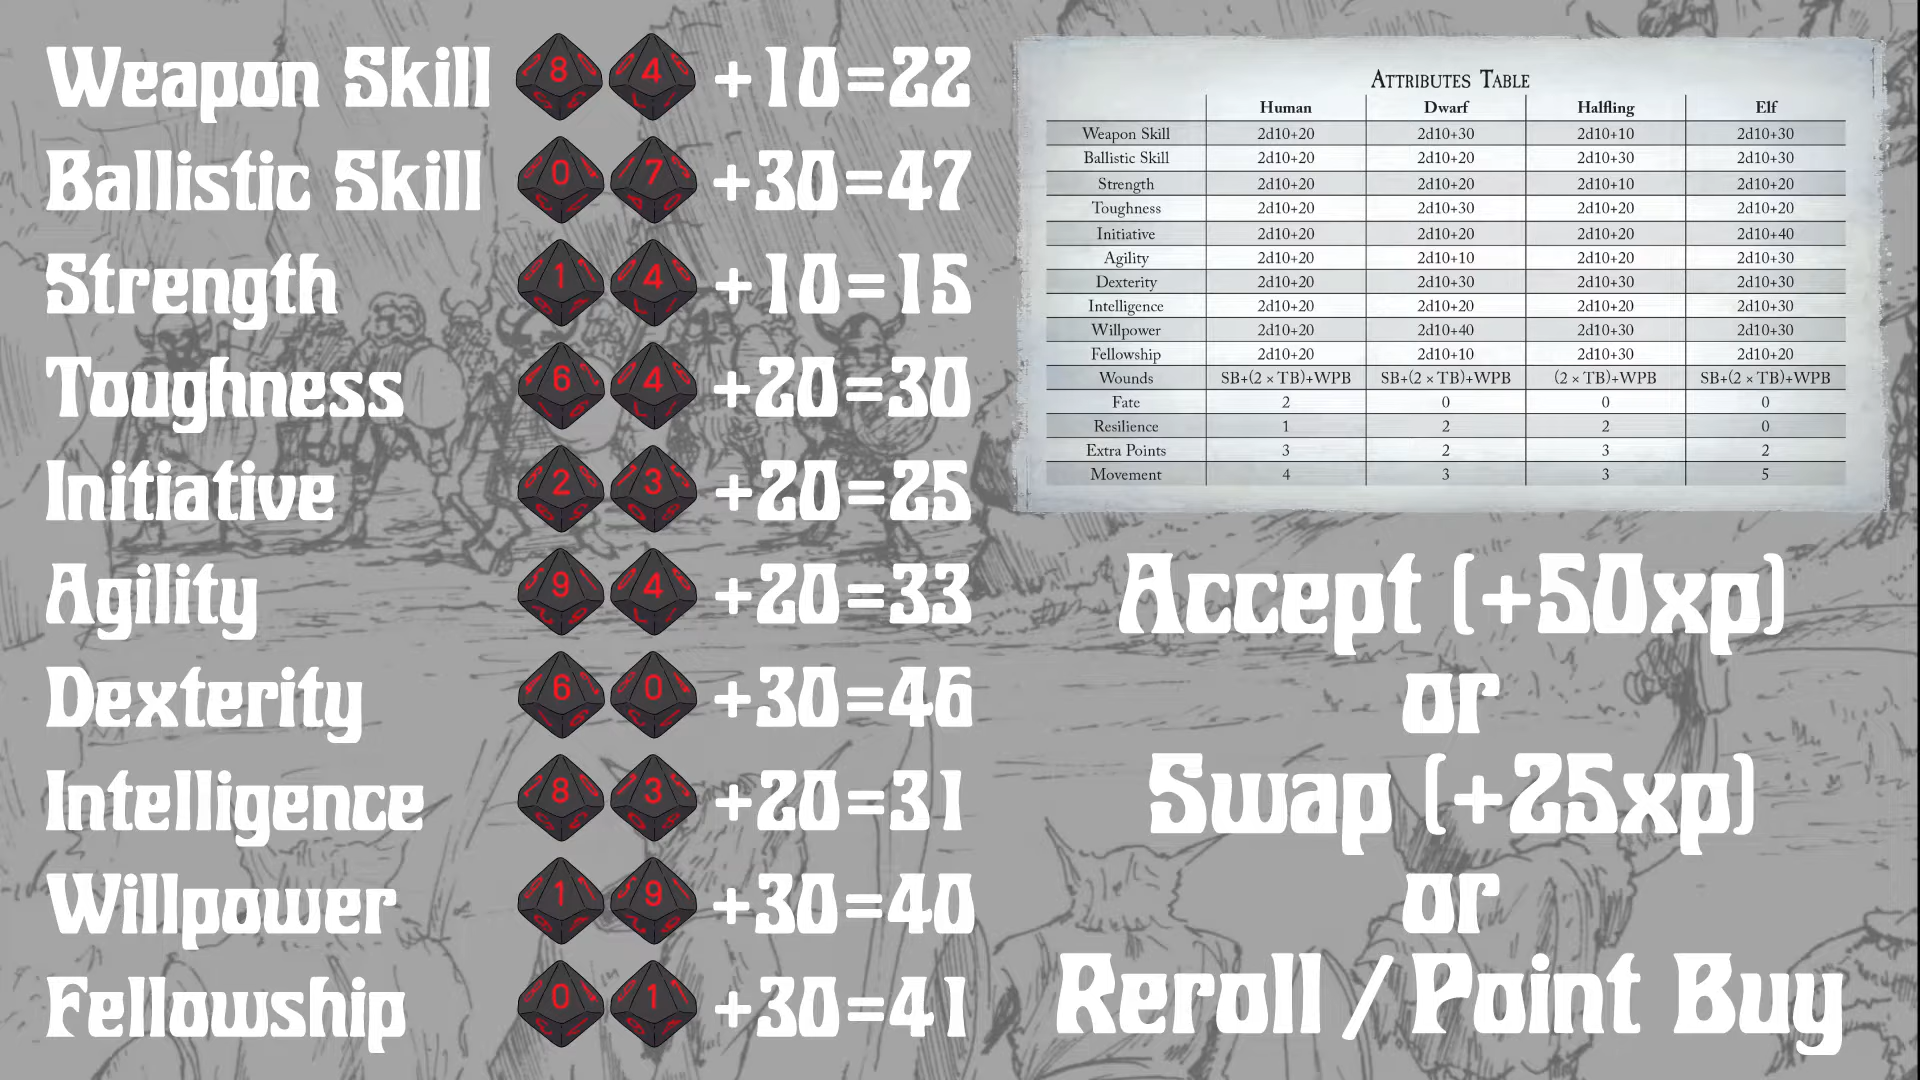 Weapon Skill 8 4 +10=22
Ballistic Skill 0 7 +30=47
Strength 1 4 +10=15
Toughness 6 4 +20=30
Initiative 2 3 +20=25
Agility 9 4 +20=33
Dexterity 6 0 +30=46
Intelligence 8 3 +20=31
Willpower 1 9 +30=40
Fellowship 0 1 +30=41
Attributes Table
Human Dwarf Halfling Elf
Weapon Skill 2d10+20 2d10+30 2d10+10 2d10+30
Ballistic Skill 2d10+20 2d10+20 2d10+30 2d10+30
Strength 2d10+20 2d10+20 2d10+10 2d10+20
Toughness 2d10+20 2d10+30 2d10+20 2d10+20
Initiative 2d10+20 2d10+20 2d10+20 2d10+40
Agility 2d10+20 2d10+10 2d10+20 2d10+30
Dexterity 2d10+20 2d10+30 2d10+30 2d10+30
Intelligence 2d10+20 2d10+20 2d10+20 2d10+30
Willpower 2d10+20 2d10+40 2d10+30 2d10+30
Fellowship 2d10+20 2d10+10 2d10+30 2d10+20
Wounds SB+(2 × TB)+WPB SB+(2 × TB)+WPB (2 × TB)+WPB SB+(2 × TB)+WPB
Fate 2 0 0 0
Resilience 1 2 2 0
Extra Points 3 2 3 2
Movement 4 3 3 5
Accept (+50xp)
or
Swap (+25xp)
or
Reroll / Point Buy